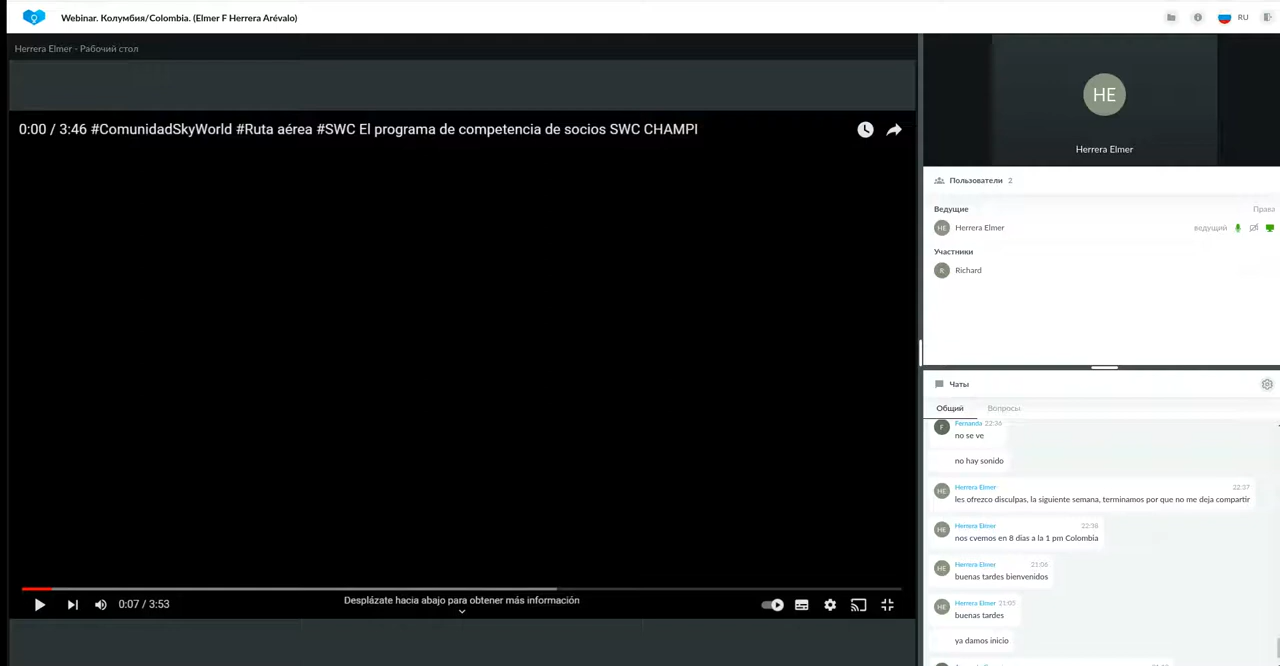 Webinar. Колумбия/Colombia. (Elmer F Herrera Arévalo)
RU
Herrera Elmer - Рабочий стол
0:00 / 3:46 #ComunidadSkyWorld #Ruta aérea #SWC El programa de competencia de socios SWC CHAMPI
0:07 / 3:53
Desplázate hacia abajo para obtener más información
HE
Herrera Elmer
Пользователи 2
Ведущие Права
HE Herrera Elmer ведущий
Участники
R Richard
Чаты
Общий Вопросы
F Fernanda 22:36
no se ve
no hay sonido
HE Herrera Elmer 22:37
les ofrezco disculpas, la siguiente semana, terminamos por que no me deja compartir
HE Herrera Elmer 22:38
nos cvemos en 8 dias a la 1 pm Colombia
HE Herrera Elmer 21:06
buenas tardes bienvenidos
HE Herrera Elmer 21:05
buenas tardes
ya damos inicio